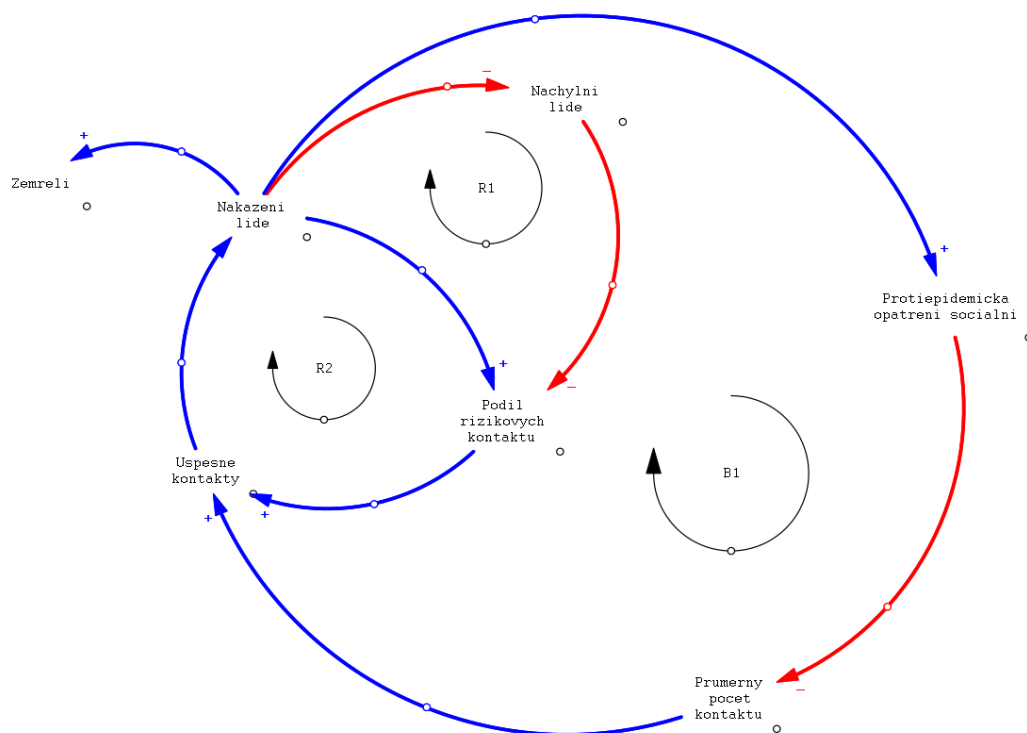 +
–
Nachylni
lide
+
Zemreli
R1
Nakazeni
lide
+
Protiepidemicka
opatreni socialni
R2
+
–
Podil
rizikovych
kontaktu
Uspesne
kontakty
B1
+
+
Prumerny
pocet
kontaktu
–